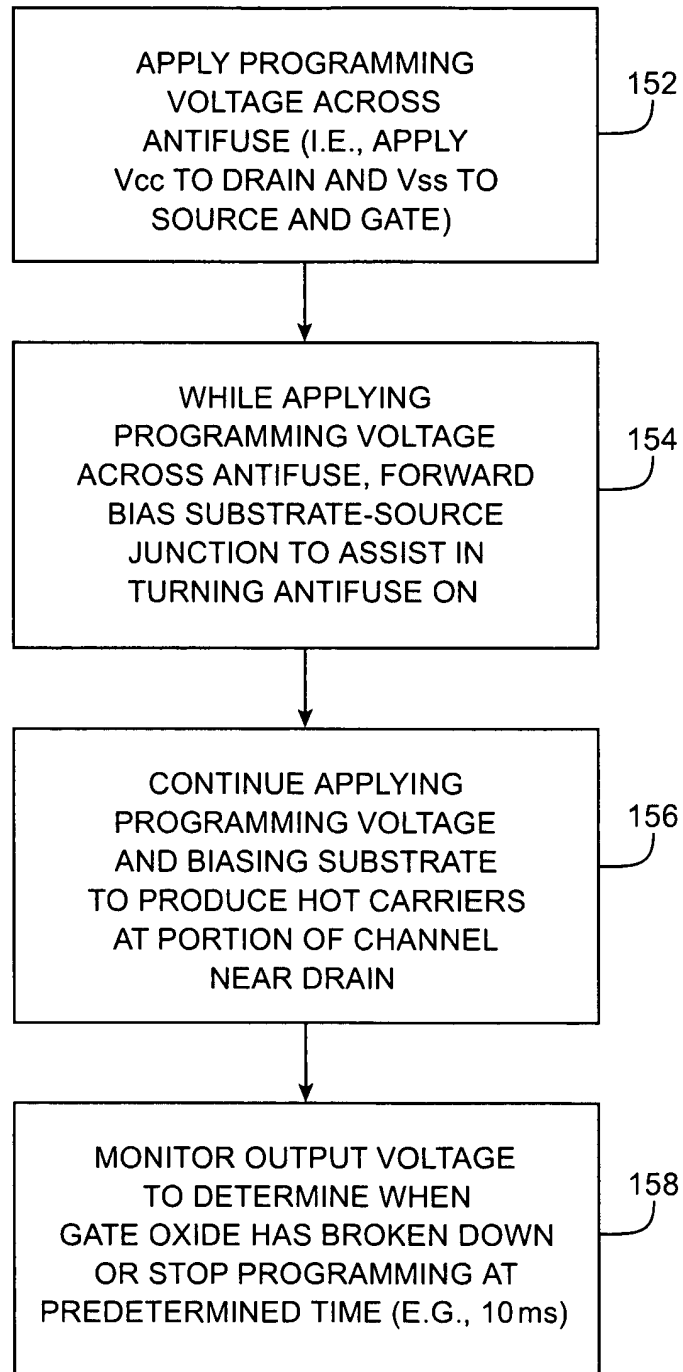 APPLY PROGRAMMING
VOLTAGE ACROSS
ANTIFUSE (I.E., APPLY
Vcc TO DRAIN AND Vss TO
SOURCE AND GATE)
152
WHILE APPLYING
PROGRAMMING VOLTAGE
ACROSS ANTIFUSE, FORWARD
BIAS SUBSTRATE-SOURCE
JUNCTION TO ASSIST IN
TURNING ANTIFUSE ON
154
CONTINUE APPLYING
PROGRAMMING VOLTAGE
AND BIASING SUBSTRATE
TO PRODUCE HOT CARRIERS
AT PORTION OF CHANNEL
NEAR DRAIN
156
MONITOR OUTPUT VOLTAGE
TO DETERMINE WHEN
GATE OXIDE HAS BROKEN DOWN
OR STOP PROGRAMMING AT
PREDETERMINED TIME (E.G., 10 ms)
158